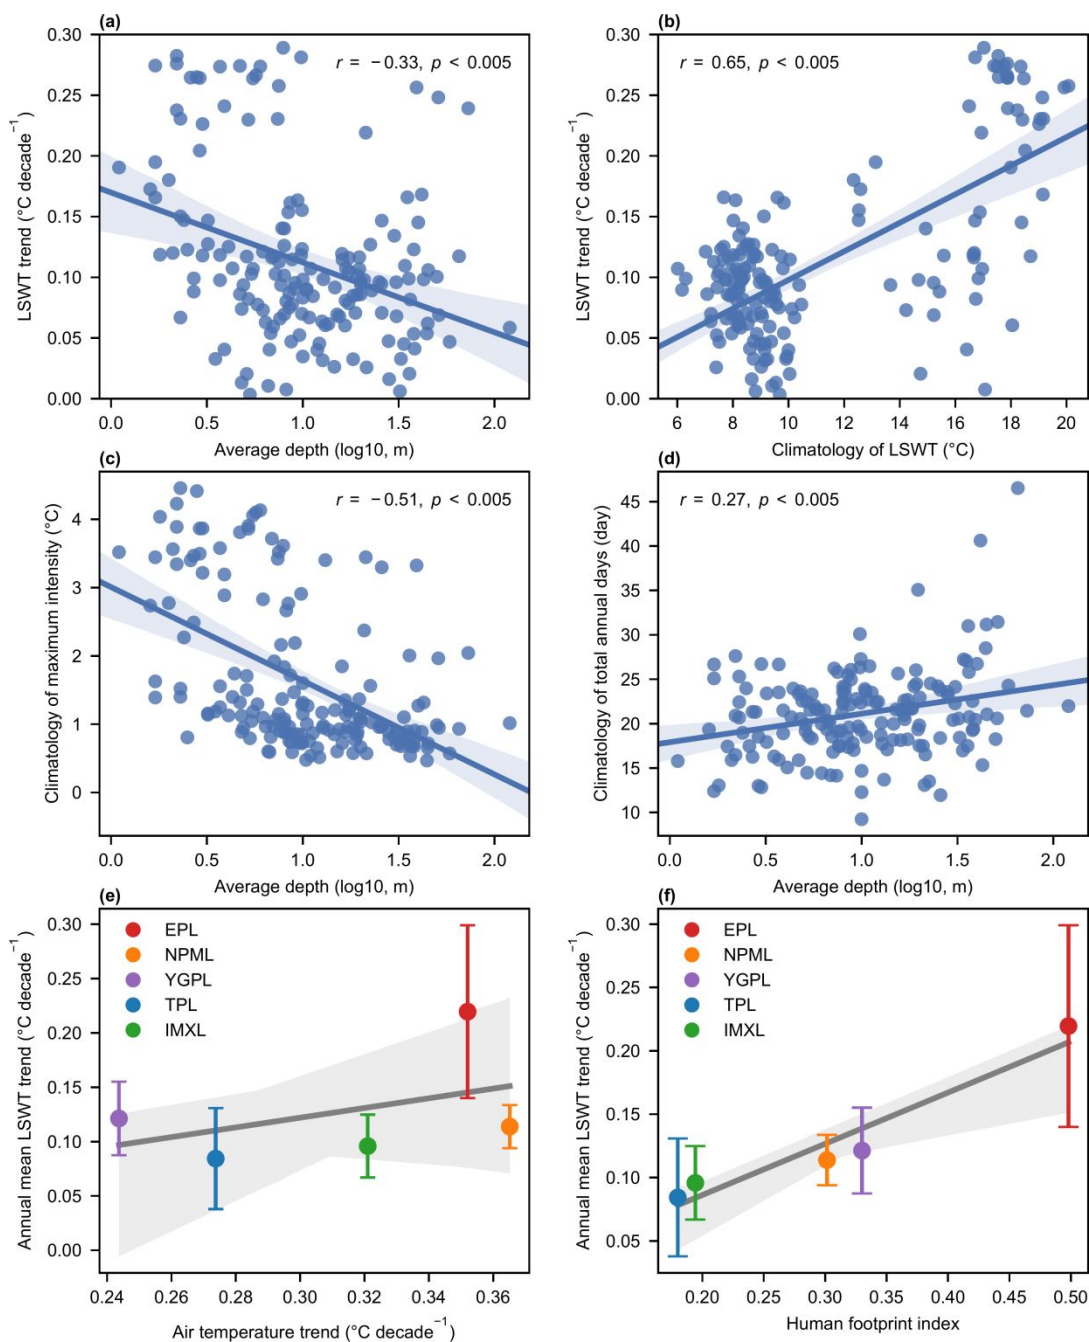 (a)
r = −0.33, p < 0.005
LSWT trend (°C decade⁻¹)
0.30
0.25
0.20
0.15
0.10
0.05
0.00
0.0 0.5 1.0 1.5 2.0
Average depth (log10, m)
(b)
r = 0.65, p < 0.005
LSWT trend (°C decade⁻¹)
0.30
0.25
0.20
0.15
0.10
0.05
0.00
6 8 10 12 14 16 18 20
Climatology of LSWT (°C)
(c)
r = −0.51, p < 0.005
Climatology of maximum intensity (°C)
4
3
2
1
0
0.0 0.5 1.0 1.5 2.0
Average depth (log10, m)
(d)
r = 0.27, p < 0.005
Climatology of total annual days (day)
45
40
35
30
25
20
15
10
0.0 0.5 1.0 1.5 2.0
Average depth (log10, m)
(e)
EPL
NPML
YGPL
TPL
IMXL
Annual mean LSWT trend (°C decade⁻¹)
0.30
0.25
0.20
0.15
0.10
0.05
0.00
0.24 0.26 0.28 0.30 0.32 0.34 0.36
Air temperature trend (°C decade⁻¹)
(f)
EPL
NPML
YGPL
TPL
IMXL
Annual mean LSWT trend (°C decade⁻¹)
0.30
0.25
0.20
0.15
0.10
0.05
0.20 0.25 0.30 0.35 0.40 0.45 0.50
Human footprint index